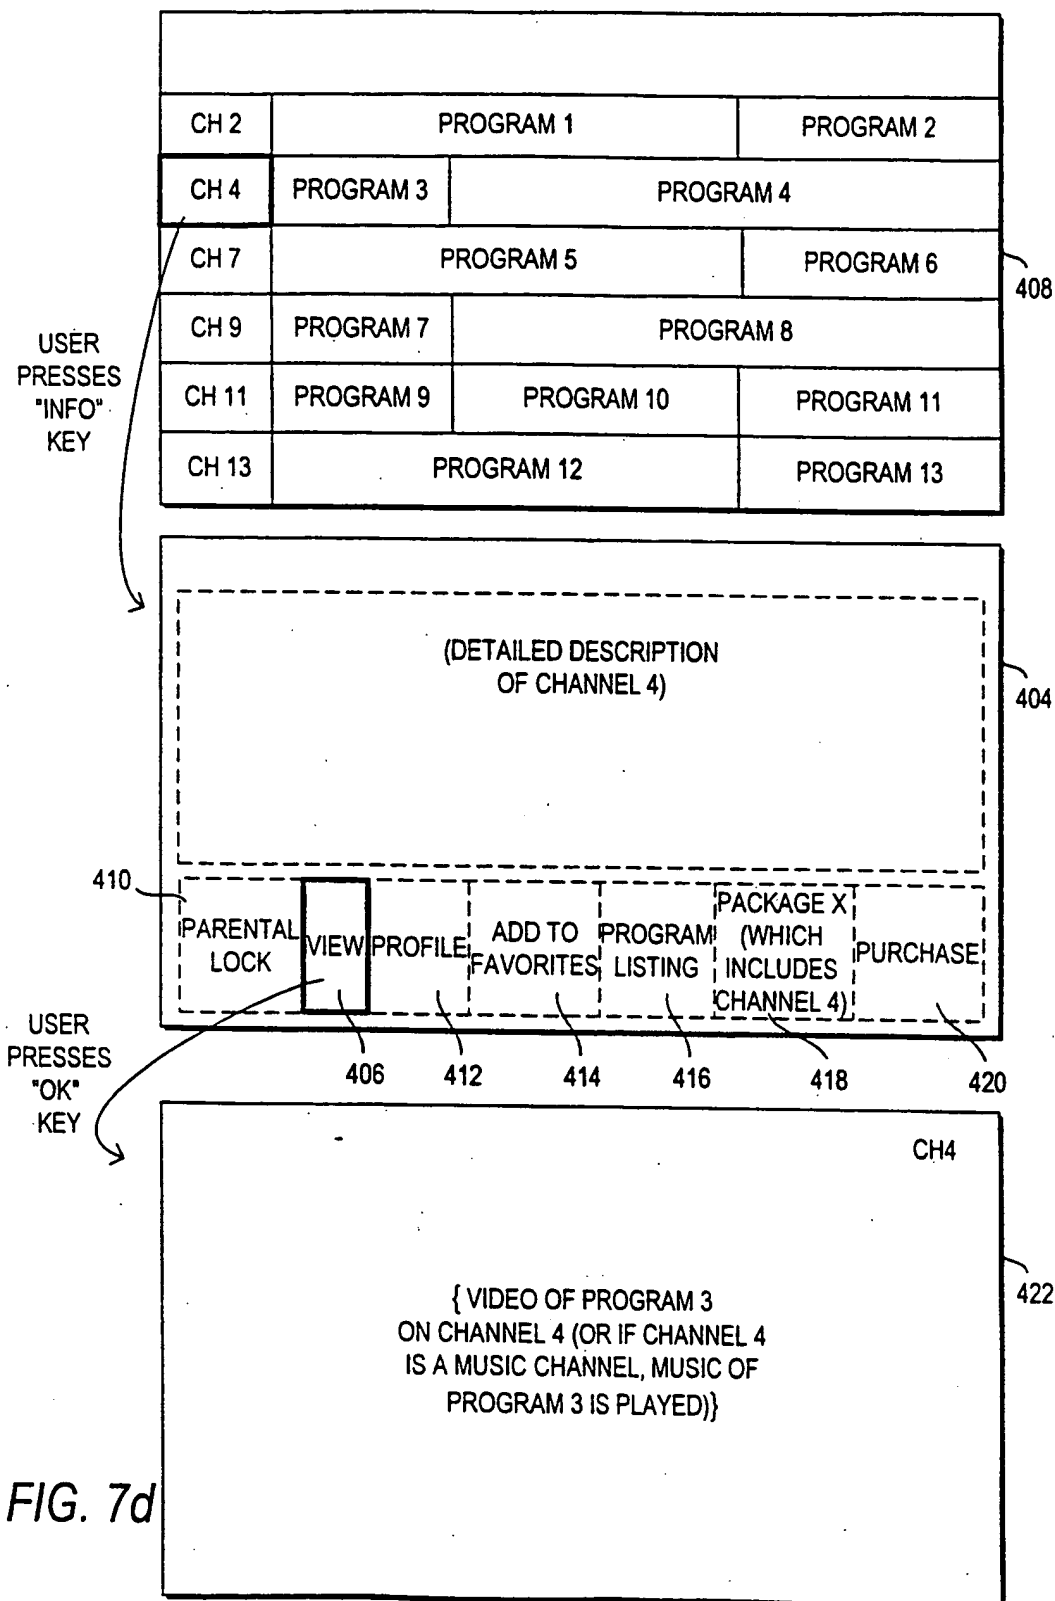 CH 2 PROGRAM 1 PROGRAM 2
CH 4 PROGRAM 3 PROGRAM 4
CH 7 PROGRAM 5 PROGRAM 6
408
CH 9 PROGRAM 7 PROGRAM 8
CH 11 PROGRAM 9 PROGRAM 10 PROGRAM 11
CH 13 PROGRAM 12 PROGRAM 13
USER
PRESSES
"INFO"
KEY
(DETAILED DESCRIPTION
OF CHANNEL 4)
404
410
PARENTAL
LOCK
VIEW
PROFILE
ADD TO
FAVORITES
PROGRAM
LISTING
PACKAGE X
(WHICH
INCLUDES
CHANNEL 4)
PURCHASE
USER
PRESSES
"OK"
KEY
406 412 414 416 418 420
CH4
422
{ VIDEO OF PROGRAM 3
ON CHANNEL 4 (OR IF CHANNEL 4
IS A MUSIC CHANNEL, MUSIC OF
PROGRAM 3 IS PLAYED)}
FIG. 7d